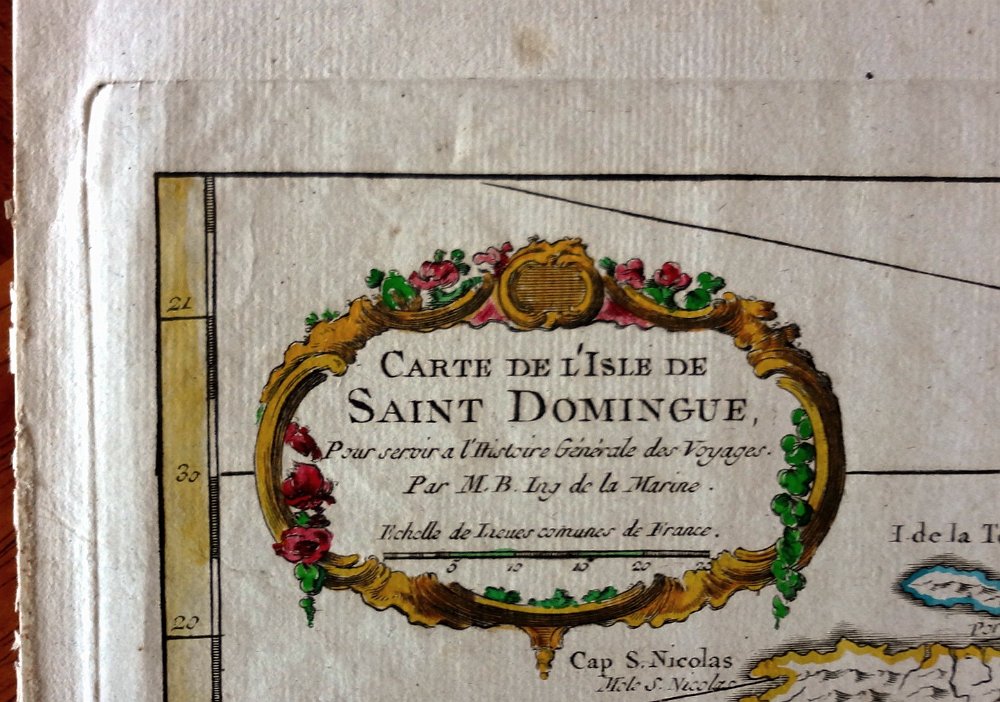 21
CARTE DE L'ISLE DE
SAINT DOMINGUE,
Pour servir a l'Histoire Générale des Voyages.
30
Par M. B. Ing de la Marine.
Echelle de Lieues comunes de France.
5 10 15 20 25
I de la
20
Cap S. Nicolas
Mole S. Nicolas